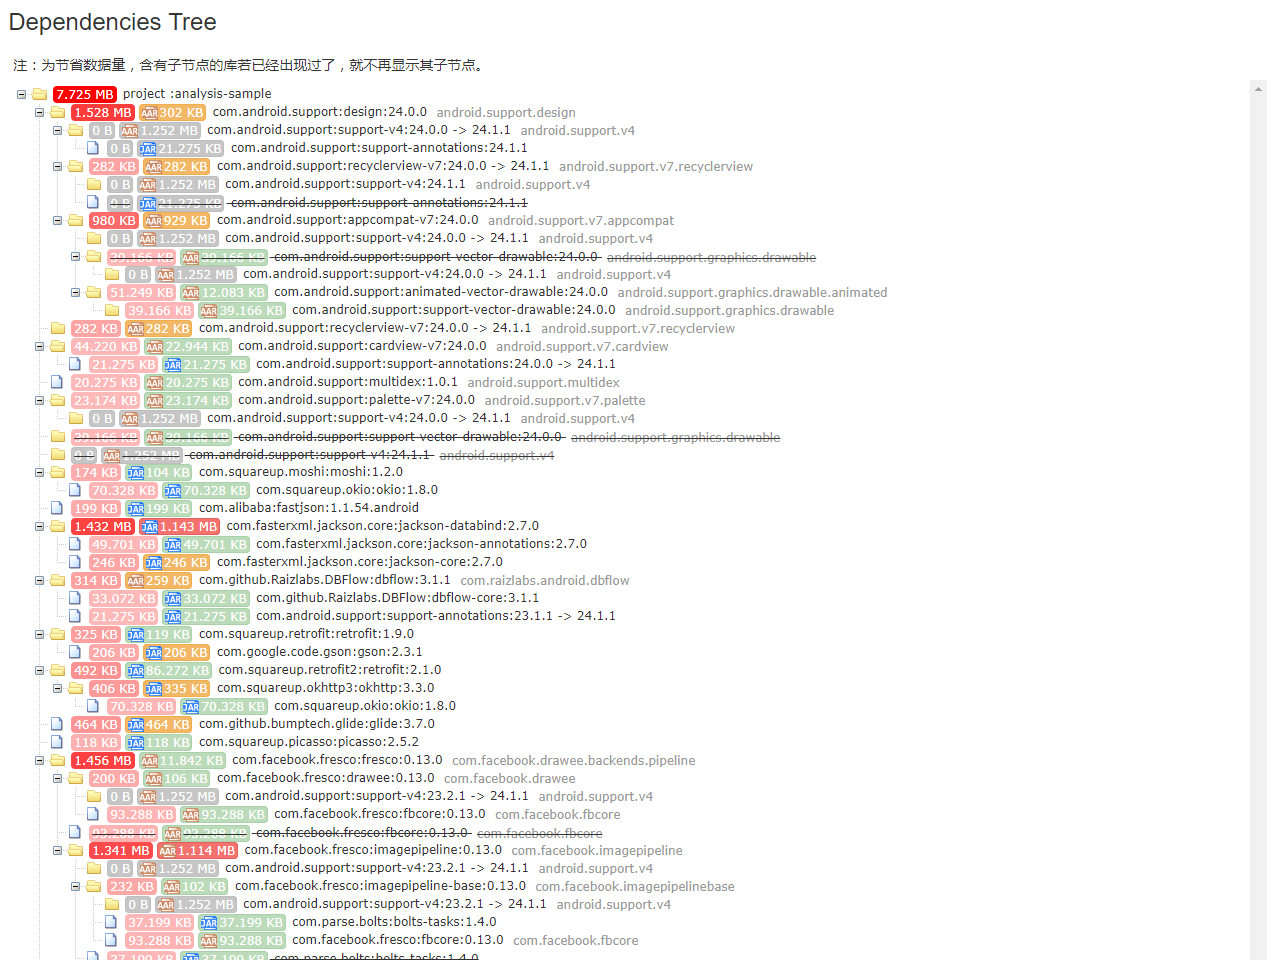 Dependencies Tree
注：为节省数据量，含有子节点的库若已经出现过了，就不再显示其子节点。
7.725 MB project :analysis-sample
1.528 MB AAR 302 KB com.android.support:design:24.0.0 android.support.design
0 B AAR 1.252 MB com.android.support:support-v4:24.0.0 -> 24.1.1 android.support.v4
0 B JAR 21.275 KB com.android.support:support-annotations:24.1.1
282 KB AAR 282 KB com.android.support:recyclerview-v7:24.0.0 -> 24.1.1 android.support.v7.recyclerview
0 B AAR 1.252 MB com.android.support:support-v4:24.1.1 android.support.v4
0 B JAR 21.275 KB com.android.support:support-annotations:24.1.1
980 KB AAR 929 KB com.android.support:appcompat-v7:24.0.0 android.support.v7.appcompat
0 B AAR 1.252 MB com.android.support:support-v4:24.0.0 -> 24.1.1 android.support.v4
39.166 KB AAR 39.166 KB com.android.support:support-vector-drawable:24.0.0 android.support.graphics.drawable
0 B AAR 1.252 MB com.android.support:support-v4:24.0.0 -> 24.1.1 android.support.v4
51.249 KB AAR 12.083 KB com.android.support:animated-vector-drawable:24.0.0 android.support.graphics.drawable.animated
39.166 KB AAR 39.166 KB com.android.support:support-vector-drawable:24.0.0 android.support.graphics.drawable
282 KB AAR 282 KB com.android.support:recyclerview-v7:24.0.0 -> 24.1.1 android.support.v7.recyclerview
44.220 KB AAR 22.944 KB com.android.support:cardview-v7:24.0.0 android.support.v7.cardview
21.275 KB JAR 21.275 KB com.android.support:support-annotations:24.0.0 -> 24.1.1
20.275 KB AAR 20.275 KB com.android.support:multidex:1.0.1 android.support.multidex
23.174 KB AAR 23.174 KB com.android.support:palette-v7:24.0.0 android.support.v7.palette
0 B AAR 1.252 MB com.android.support:support-v4:24.0.0 -> 24.1.1 android.support.v4
39.166 KB AAR 39.166 KB com.android.support:support-vector-drawable:24.0.0 android.support.graphics.drawable
0 B AAR 1.252 MB com.android.support:support-v4:24.1.1 android.support.v4
174 KB JAR 104 KB com.squareup.moshi:moshi:1.2.0
70.328 KB JAR 70.328 KB com.squareup.okio:okio:1.8.0
199 KB JAR 199 KB com.alibaba:fastjson:1.1.54.android
1.432 MB JAR 1.143 MB com.fasterxml.jackson.core:jackson-databind:2.7.0
49.701 KB JAR 49.701 KB com.fasterxml.jackson.core:jackson-annotations:2.7.0
246 KB JAR 246 KB com.fasterxml.jackson.core:jackson-core:2.7.0
314 KB AAR 259 KB com.github.Raizlabs.DBFlow:dbflow:3.1.1 com.raizlabs.android.dbflow
33.072 KB JAR 33.072 KB com.github.Raizlabs.DBFlow:dbflow-core:3.1.1
21.275 KB JAR 21.275 KB com.android.support:support-annotations:23.1.1 -> 24.1.1
325 KB JAR 119 KB com.squareup.retrofit:retrofit:1.9.0
206 KB JAR 206 KB com.google.code.gson:gson:2.3.1
492 KB JAR 86.272 KB com.squareup.retrofit2:retrofit:2.1.0
406 KB JAR 335 KB com.squareup.okhttp3:okhttp:3.3.0
70.328 KB JAR 70.328 KB com.squareup.okio:okio:1.8.0
464 KB JAR 464 KB com.github.bumptech.glide:glide:3.7.0
118 KB JAR 118 KB com.squareup.picasso:picasso:2.5.2
1.456 MB AAR 11.842 KB com.facebook.fresco:fresco:0.13.0 com.facebook.drawee.backends.pipeline
200 KB AAR 106 KB com.facebook.fresco:drawee:0.13.0 com.facebook.drawee
0 B AAR 1.252 MB com.android.support:support-v4:23.2.1 -> 24.1.1 android.support.v4
93.288 KB AAR 93.288 KB com.facebook.fresco:fbcore:0.13.0 com.facebook.fbcore
93.288 KB AAR 93.288 KB com.facebook.fresco:fbcore:0.13.0 com.facebook.fbcore
1.341 MB AAR 1.114 MB com.facebook.fresco:imagepipeline:0.13.0 com.facebook.imagepipeline
0 B AAR 1.252 MB com.android.support:support-v4:23.2.1 -> 24.1.1 android.support.v4
232 KB AAR 102 KB com.facebook.fresco:imagepipeline-base:0.13.0 com.facebook.imagepipelinebase
0 B AAR 1.252 MB com.android.support:support-v4:23.2.1 -> 24.1.1 android.support.v4
37.199 KB JAR 37.199 KB com.parse.bolts:bolts-tasks:1.4.0
93.288 KB AAR 93.288 KB com.facebook.fresco:fbcore:0.13.0 com.facebook.fbcore
37.199 KB JAR 37.199 KB com.parse.bolts:bolts-tasks:1.4.0